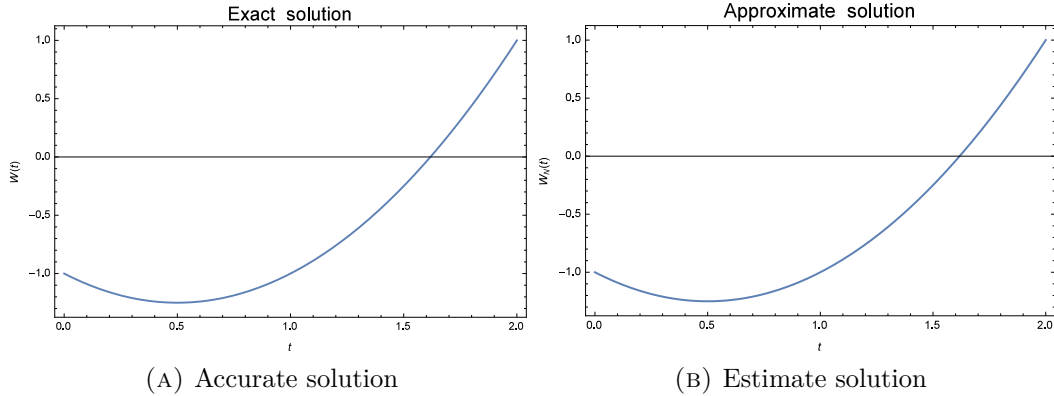 Exact solution
1.0
0.5
0.0
−0.5
−1.0
W(t)
0.0 0.5 1.0 1.5 2.0
t
(A) Accurate solution
Approximate solution
1.0
0.5
0.0
−0.5
−1.0
W_N(t)
0.0 0.5 1.0 1.5 2.0
t
(B) Estimate solution